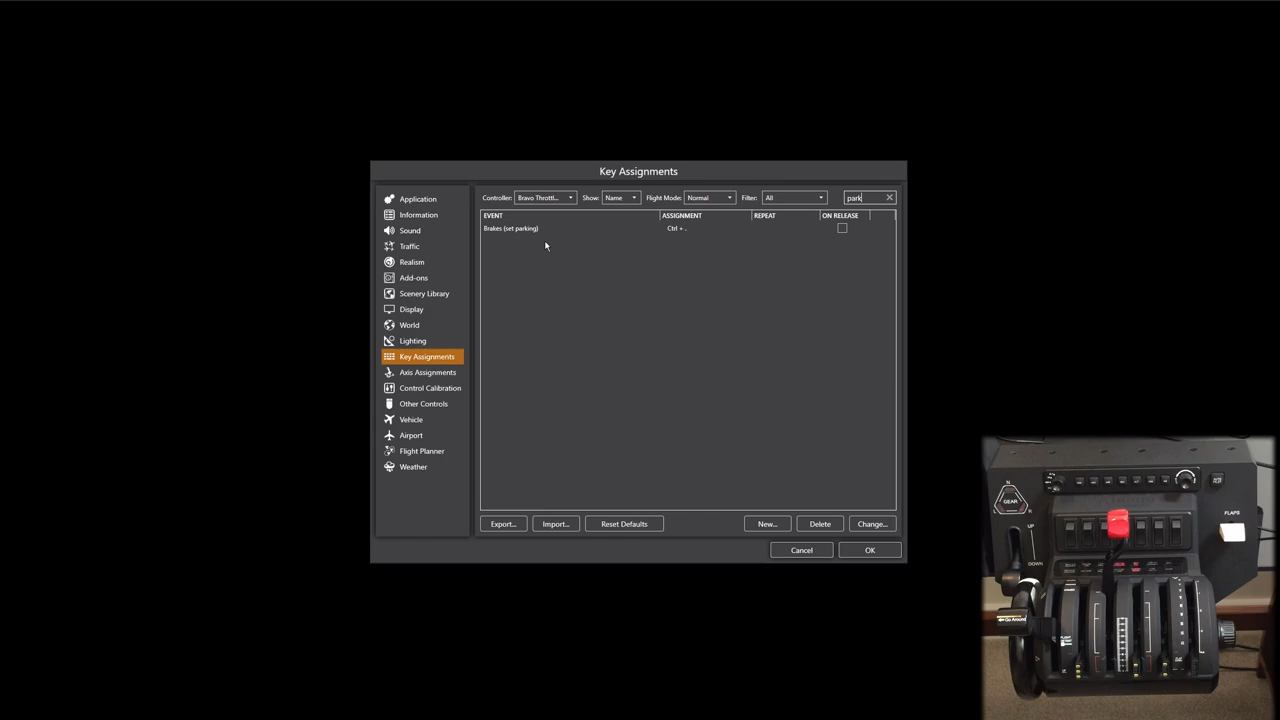 Key Assignments
Application
Information
Sound
Traffic
Realism
Add-ons
Scenery Library
Display
World
Lighting
Key Assignments
Axis Assignments
Control Calibration
Other Controls
Vehicle
Airport
Flight Planner
Weather
Controller: Bravo Throttl... Show: Name Flight Mode: Normal Filter: All park
EVENT ASSIGNMENT REPEAT ON RELEASE
Brakes (set parking) Ctrl + .
Export... Import... Reset Defaults New... Delete Change...
Cancel OK
N
GEAR
L R
UP
DOWN
FLAPS
Go Around